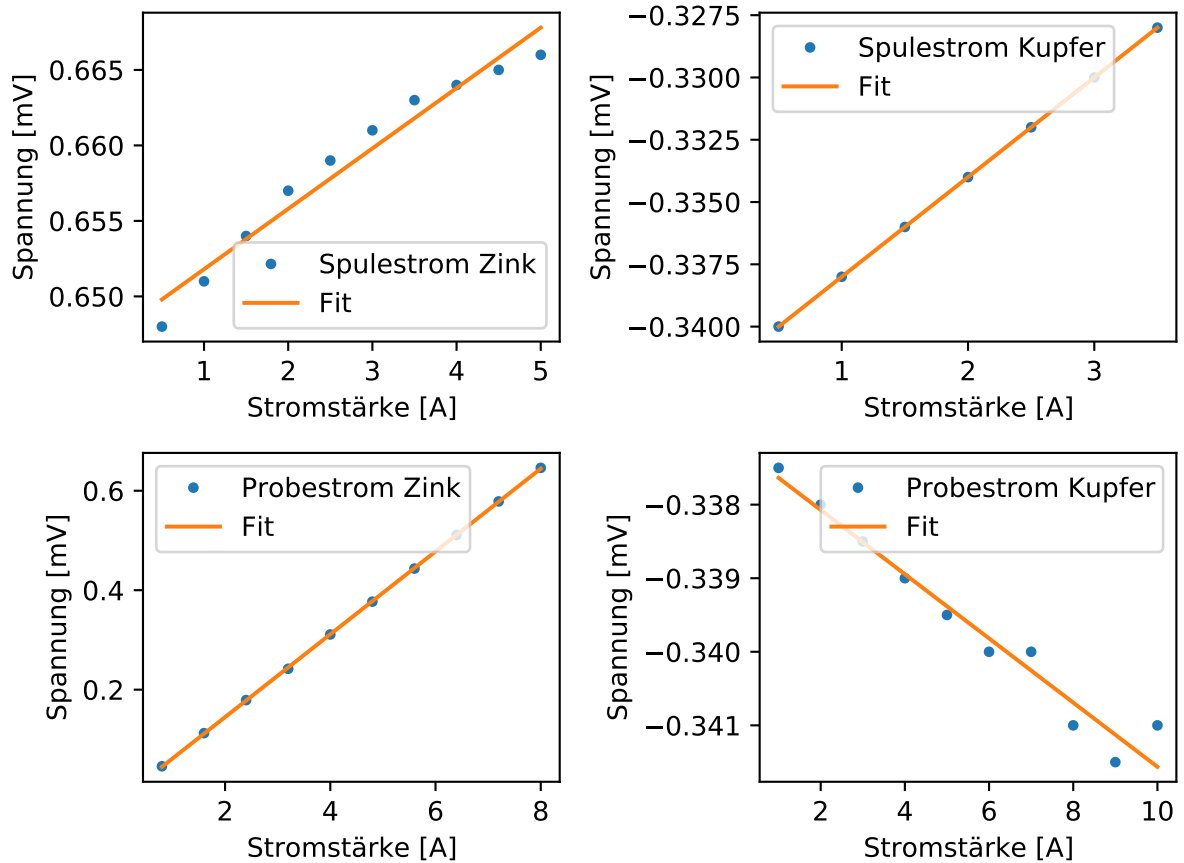 Spannung [mV]
0.665
0.660
0.655
0.650
Spulestrom Zink
Fit
1 2 3 4 5
Stromstärke [A]
Spannung [mV]
−0.3275
−0.3300
−0.3325
−0.3350
−0.3375
−0.3400
Spulestrom Kupfer
Fit
1 2 3
Stromstärke [A]
Spannung [mV]
0.6
0.4
0.2
Probestrom Zink
Fit
2 4 6 8
Stromstärke [A]
Spannung [mV]
−0.338
−0.339
−0.340
−0.341
Probestrom Kupfer
Fit
2 4 6 8 10
Stromstärke [A]